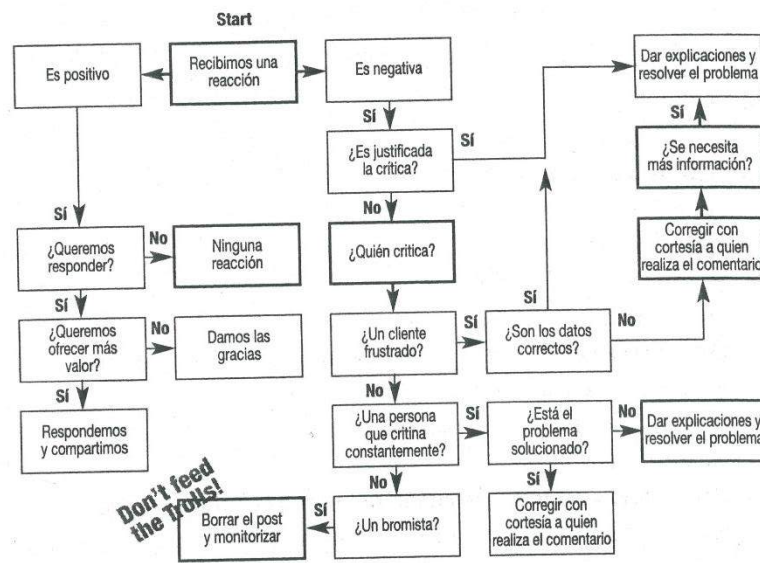 Start
Es positivo
Recibimos una
reacción
Es negativa
Dar explicaciones y
resolver el problema
Sí
¿Es justificada
la crítica?
Sí
Sí
¿Se necesita
más información?
Sí
No
¿Queremos
responder?
No
Ninguna
reacción
¿Quién critica?
Corregir con
cortesía a quien
realiza el comentario
Sí
¿Queremos
ofrecer más
valor?
No
Damos las
gracias
¿Un cliente
frustrado?
Sí
Sí
¿Son los datos
correctos?
No
Sí
Respondemos
y compartimos
No
¿Una persona
que critina
constantemente?
Sí
¿Está el
problema
solucionado?
No
Dar explicaciones y
resolver el problema
Don't feed
the Trolls!
Borrar el post
y monitorizar
Sí
No
¿Un bromista?
Sí
Corregir con
cortesía a quien
realiza el comentario